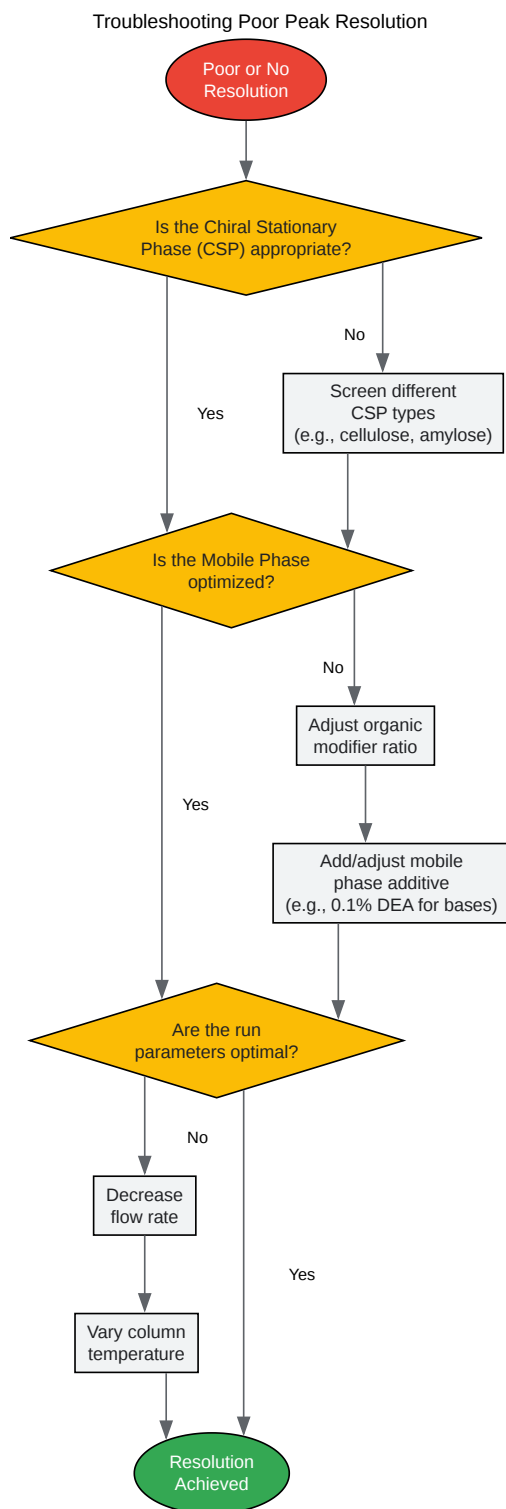 Troubleshooting Poor Peak Resolution
Poor or No
Resolution
Is the Chiral Stationary
Phase (CSP) appropriate?
No
Screen different
CSP types
(e.g., cellulose, amylose)
Yes
Is the Mobile Phase
optimized?
No
Adjust organic
modifier ratio
Yes
Add/adjust mobile
phase additive
(e.g., 0.1% DEA for bases)
Are the run
parameters optimal?
No
Decrease
flow rate
Yes
Vary column
temperature
Resolution
Achieved